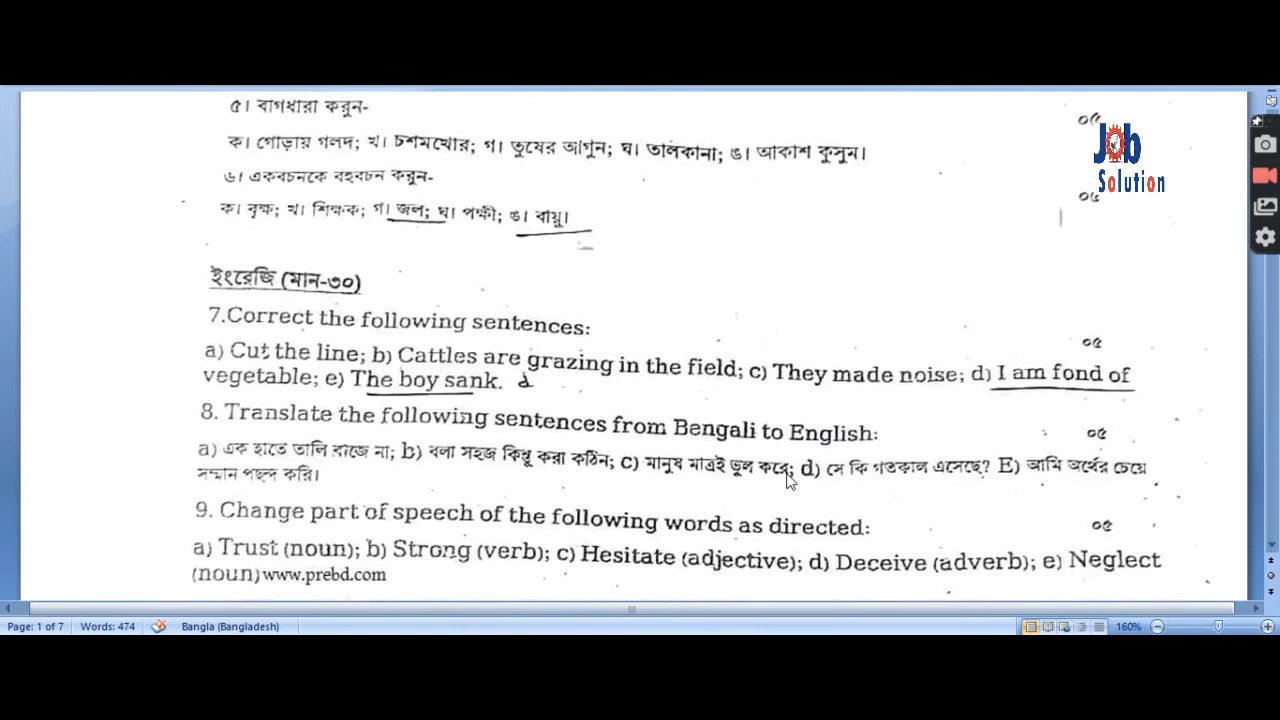 ৫। বাগধারা করুন- ০৫
ক। গোড়ায় গলদ; খ। চশমখোর; গ। তুষের আগুন; ঘ। তালকানা; ঙ। আকাশ কুসুম।
Job
Solution
৬। একবচনকে বহুবচন করুন- ০৫
ক। বৃক্ষ; খ। শিক্ষক; গ। জল; ঘ। পক্ষী; ঙ। বায়ু।
ইংরেজি (মান-৩০)
7.Correct the following sentences: ০৫
a) Cut the line; b) Cattles are grazing in the field; c) They made noise; d) I am fond of
vegetable; e) The boy sank.
8. Translate the following sentences from Bengali to English: ০৫
a) এক হাতে তালি বাজে না; b) বলা সহজ কিন্তু করা কঠিন; c) মানুষ মাত্রই ভুল করে; d) সে কি গতকাল এসেছে? E) আমি অর্থের চেয়ে
সম্মান পছন্দ করি।
9. Change part of speech of the following words as directed: ০৫
a) Trust (noun); b) Strong (verb); c) Hesitate (adjective); d) Deceive (adverb); e) Neglect
(noun) www.prebd.com
Page: 1 of 7 Words: 474 Bangla (Bangladesh) 160%